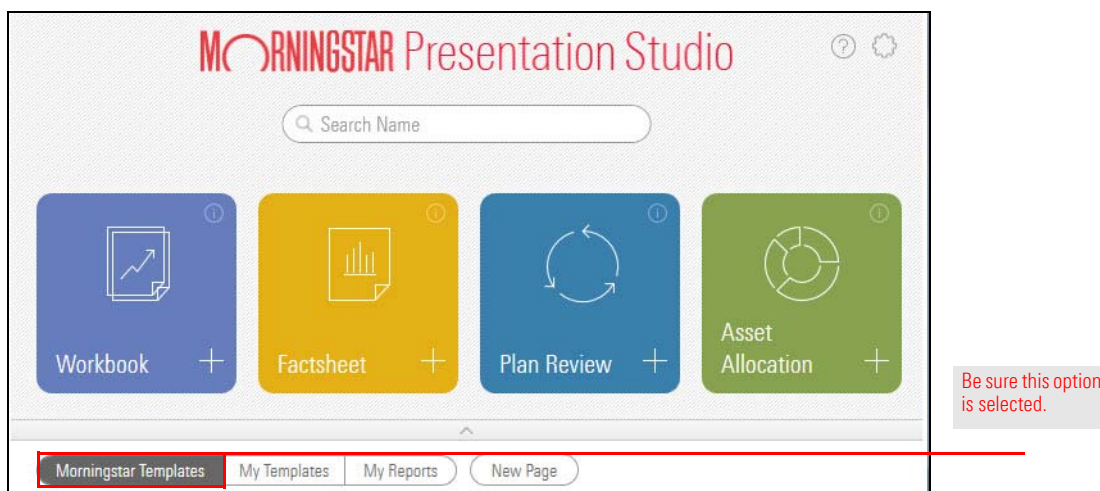 MORNINGSTAR Presentation Studio
Search Name
Workbook
Factsheet
Plan Review
Asset
Allocation
Be sure this option
is selected.
Morningstar Templates
My Templates
My Reports
New Page